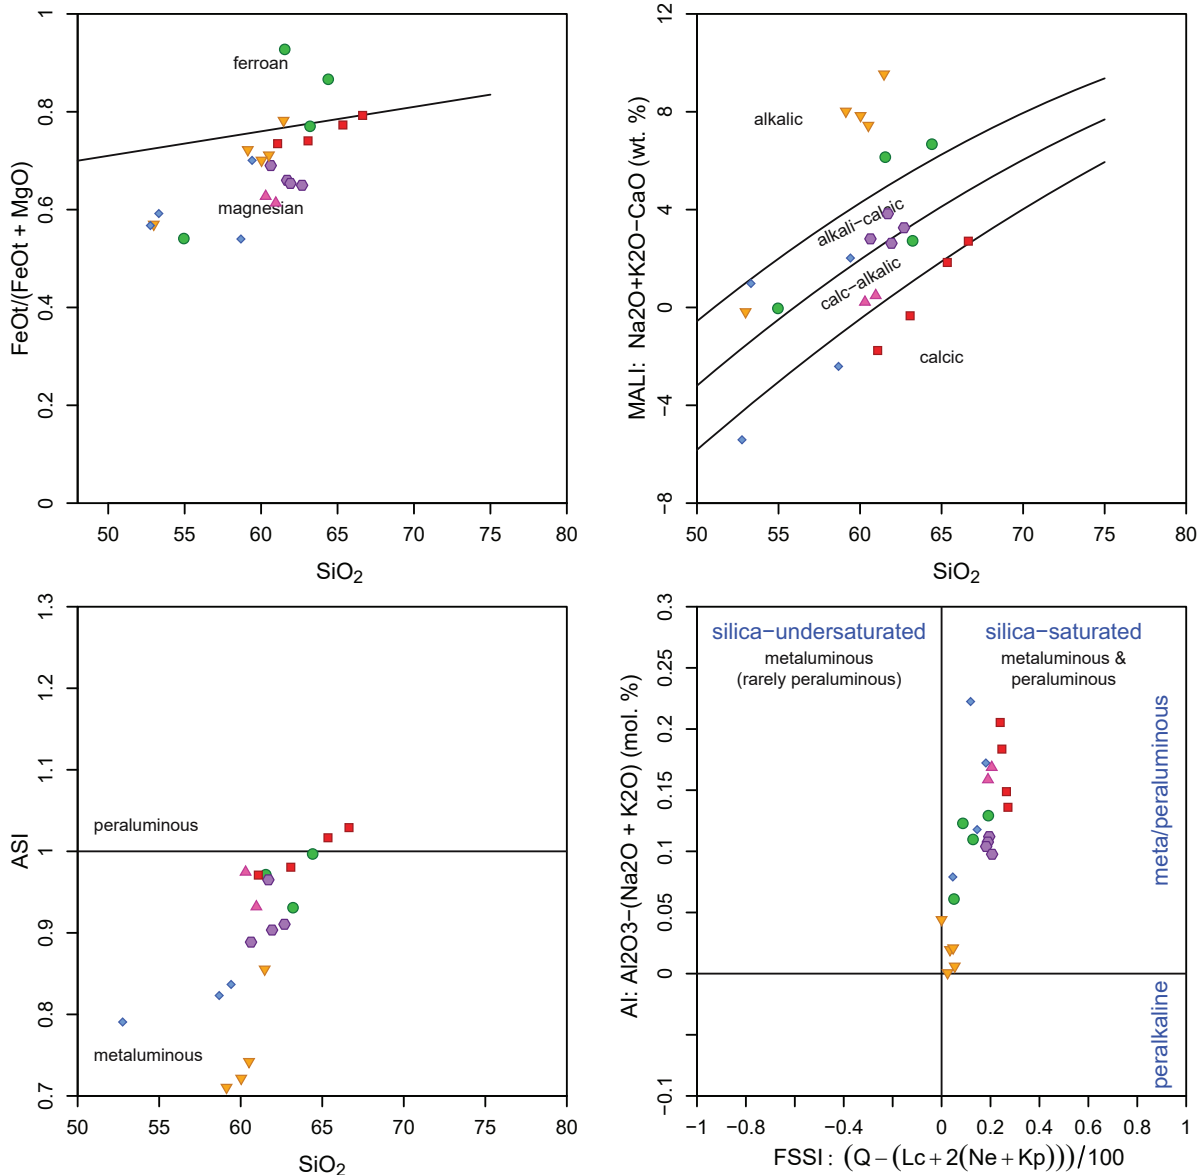 FeOt/(FeOt + MgO)
1
0.8
0.6
0.4
0.2
0
ferroan
magnesian
50 55 60 65 70 75 80
SiO2
MALI: Na2O+K2O−CaO (wt. %)
12
8
4
0
−4
−8
alkalic
alkali−calcic
calc−alkalic
calcic
50 55 60 65 70 75 80
SiO2
ASI
1.3
1.2
1.1
1
0.9
0.8
0.7
peraluminous
metaluminous
50 55 60 65 70 75 80
SiO2
AI: Al2O3−(Na2O + K2O) (mol. %)
0.3
0.25
0.2
0.15
0.1
0.05
0
−0.1
silica−undersaturated
metaluminous
(rarely peraluminous)
silica−saturated
metaluminous &
peraluminous
meta/peraluminous
peralkaline
−1 −0.8 −0.4 0 0.2 0.4 0.6 0.8 1
FSSI : (Q − (Lc + 2(Ne + Kp)))/100